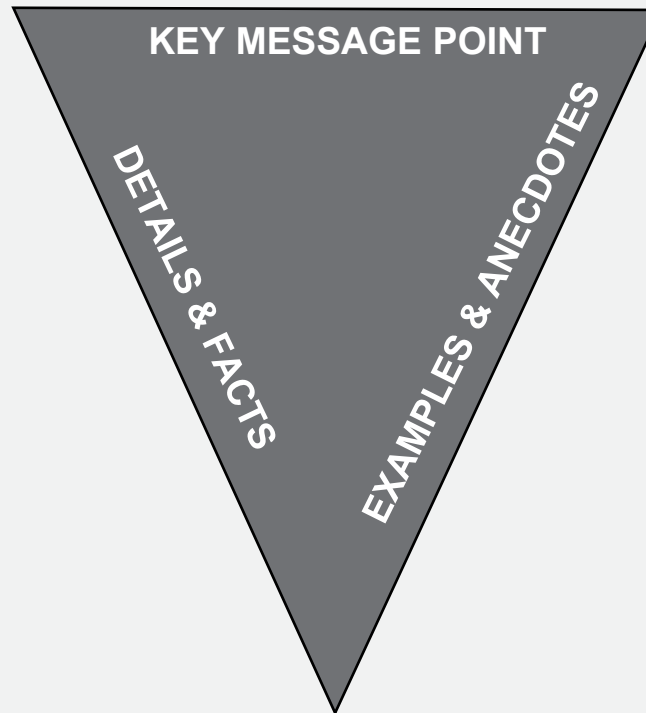 KEY MESSAGE POINT
DETAILS & FACTS
EXAMPLES & ANECDOTES